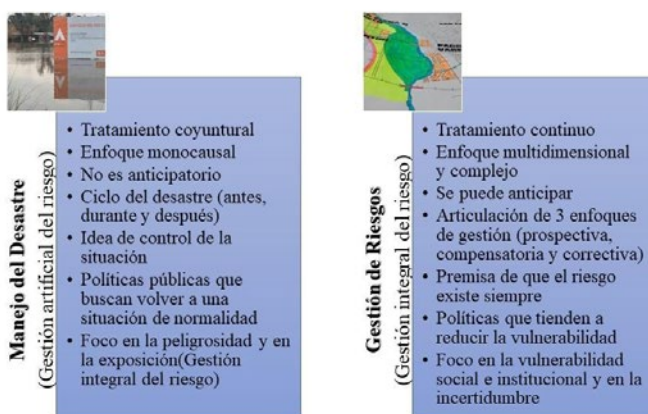 Manejo del Desastre
(Gestión artificial del riesgo)
• Tratamiento coyuntural
• Enfoque monocausal
• No es anticipatorio
• Ciclo del desastre (antes,
durante y después)
• Idea de control de la
situación
• Políticas públicas que
buscan volver a una
situación de normalidad
• Foco en la peligrosidad y en
la exposición(Gestión
integral del riesgo)
Gestión de Riesgos
(Gestión integral del riesgo)
• Tratamiento continuo
• Enfoque multidimensional
y complejo
• Se puede anticipar
• Articulación de 3 enfoques
de gestión (prospectiva,
compensatoria y correctiva)
• Premisa de que el riesgo
existe siempre
• Políticas que tienden a
reducir la vulnerabilidad
• Foco en la vulnerabilidad
social e institucional y en la
incertidumbre